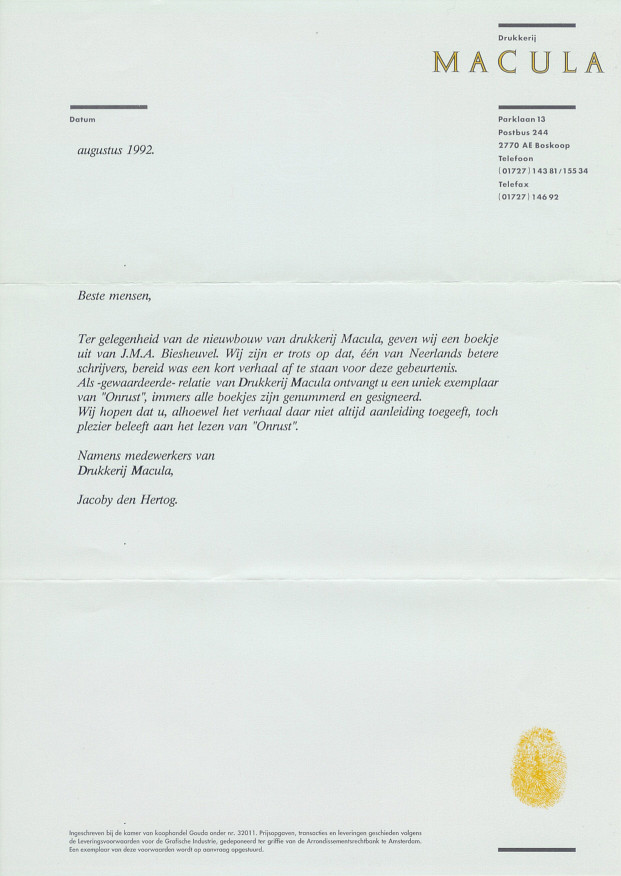 Drukkerij
MACULA
Datum
augustus 1992.
Parklaan 13
Postbus 244
2770 AE Boskoop
Telefoon
(01727) 143 81/155 34
Telefax
(01727) 146 92
Beste mensen,
Ter gelegenheid van de nieuwbouw van drukkerij Macula, geven wij een boekje
uit van J.M.A. Biesheuvel. Wij zijn er trots op dat, één van Neerlands betere
schrijvers, bereid was een kort verhaal af te staan voor deze gebeurtenis.
Als -gewaardeerde- relatie van Drukkerij Macula ontvangt u een uniek exemplaar
van "Onrust", immers alle boekjes zijn genummerd en gesigneerd.
Wij hopen dat u, alhoewel het verhaal daar niet altijd aanleiding toegeeft, toch
plezier beleeft aan het lezen van "Onrust".
Namens medewerkers van
Drukkerij Macula,
Jacoby den Hertog.
Ingeschreven bij de kamer van koophandel Gouda onder nr. 32011. Prijsopgaven, transacties en leveringen geschieden volgens
de Leveringsvoorwaarden voor de Grafische Industrie, gedeponeerd ter griffie van de Arrondissementsrechtbank te Amsterdam.
Een exemplaar van deze voorwaarden wordt op aanvraag opgestuurd.